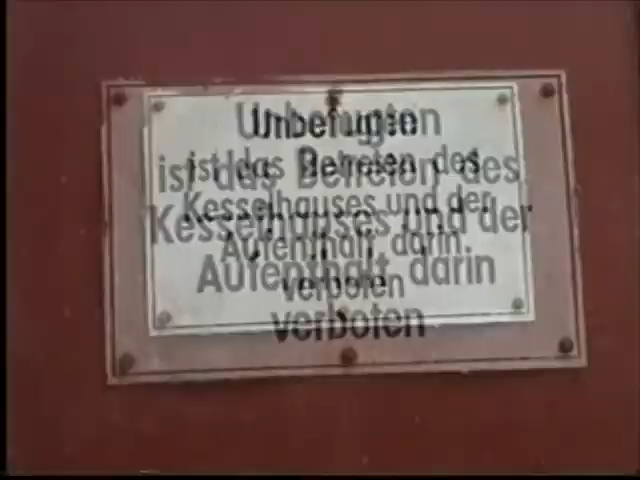 Unbefugten
ist das Betreten des
Kesselhauses und der
Aufenthalt darin
verboten